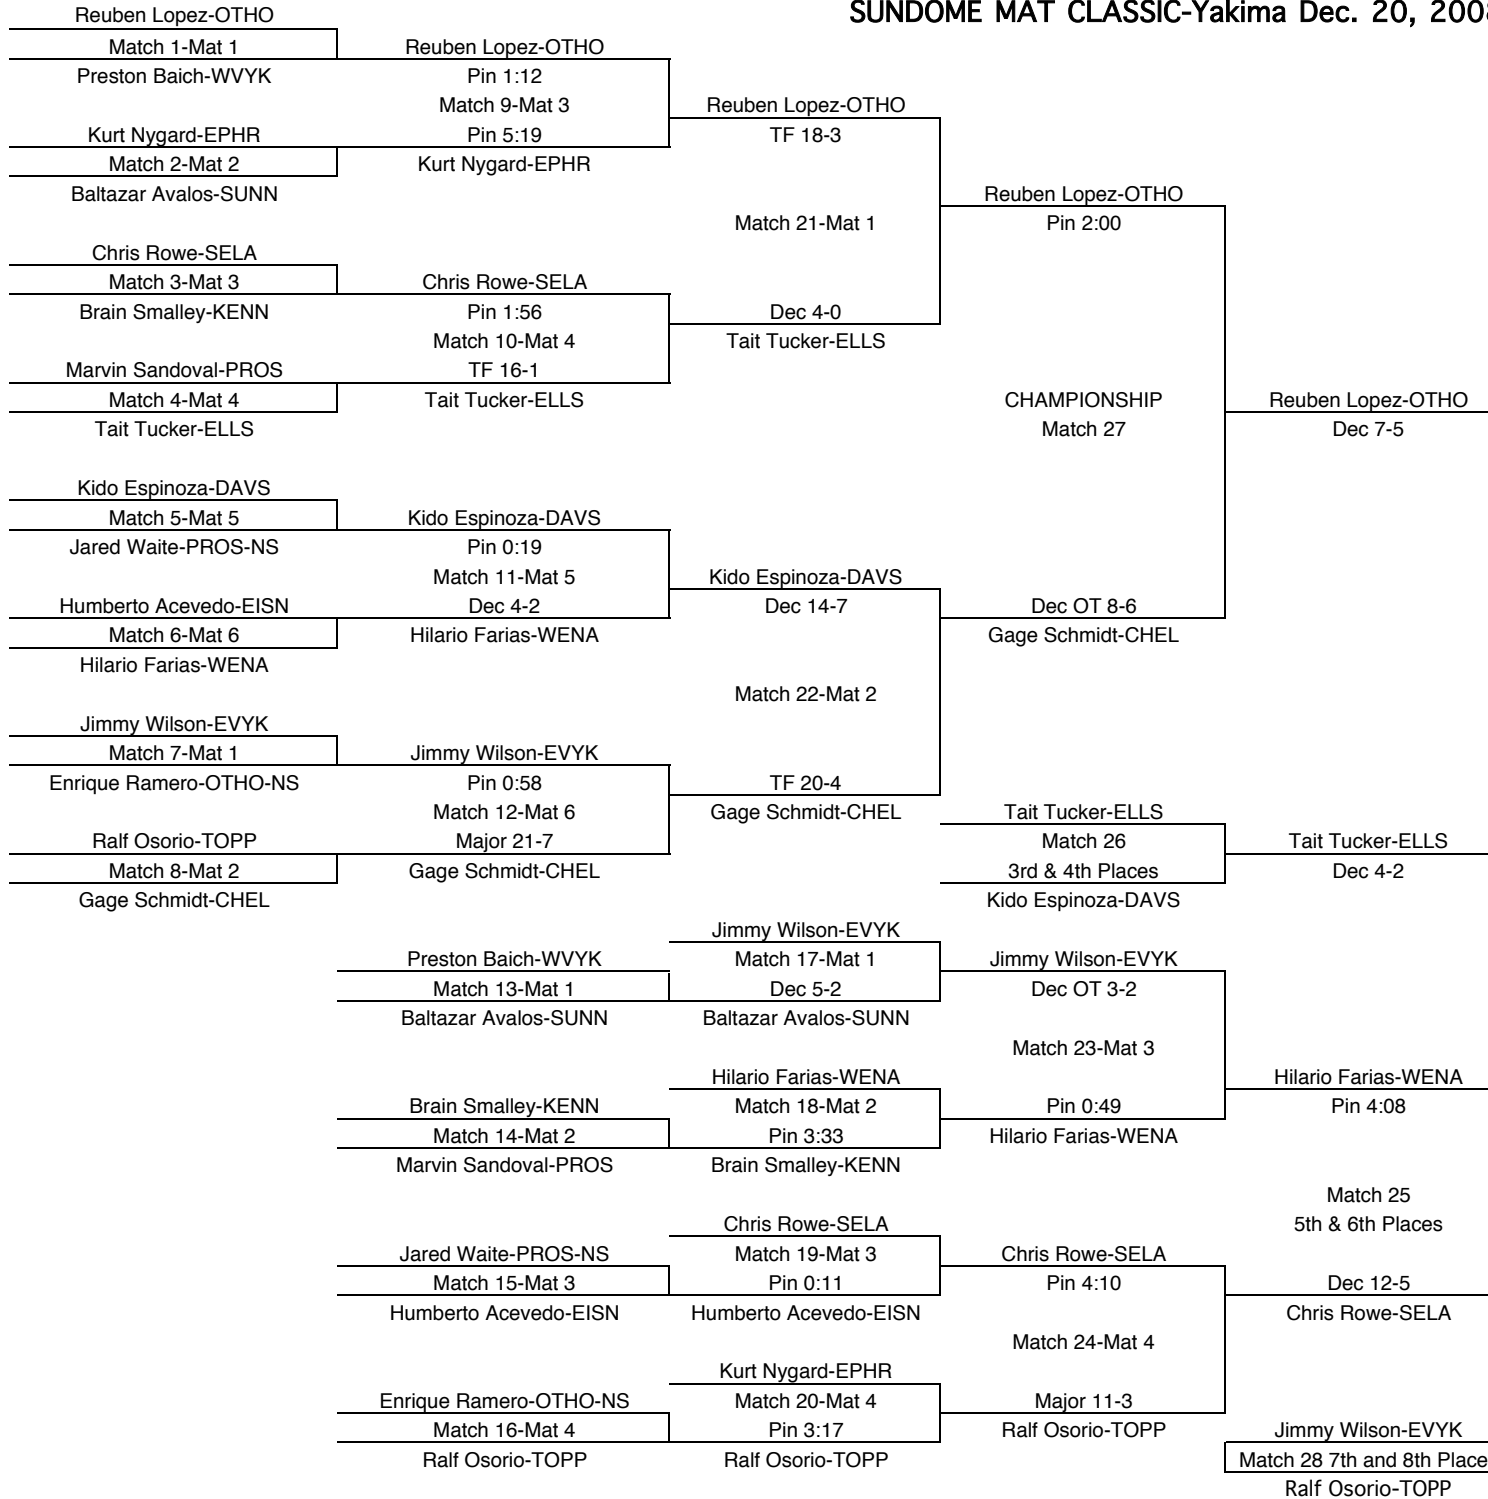 SUNDOME MAT CLASSIC-Yakima Dec. 20, 2008
Reuben Lopez-OTHO
Match 1-Mat 1
Preston Baich-WVYK
Kurt Nygard-EPHR
Match 2-Mat 2
Baltazar Avalos-SUNN
Chris Rowe-SELA
Match 3-Mat 3
Brain Smalley-KENN
Marvin Sandoval-PROS
Match 4-Mat 4
Tait Tucker-ELLS
Kido Espinoza-DAVS
Match 5-Mat 5
Jared Waite-PROS-NS
Humberto Acevedo-EISN
Match 6-Mat 6
Hilario Farias-WENA
Jimmy Wilson-EVYK
Match 7-Mat 1
Enrique Ramero-OTHO-NS
Ralf Osorio-TOPP
Match 8-Mat 2
Gage Schmidt-CHEL
Reuben Lopez-OTHO
Pin 1:12
Match 9-Mat 3
Pin 5:19
Kurt Nygard-EPHR
Chris Rowe-SELA
Pin 1:56
Match 10-Mat 4
TF 16-1
Tait Tucker-ELLS
Kido Espinoza-DAVS
Pin 0:19
Match 11-Mat 5
Dec 4-2
Hilario Farias-WENA
Jimmy Wilson-EVYK
Pin 0:58
Match 12-Mat 6
Major 21-7
Gage Schmidt-CHEL
Reuben Lopez-OTHO
TF 18-3
Match 21-Mat 1
Dec 4-0
Tait Tucker-ELLS
Kido Espinoza-DAVS
Dec 14-7
Match 22-Mat 2
TF 20-4
Gage Schmidt-CHEL
Reuben Lopez-OTHO
Pin 2:00
CHAMPIONSHIP
Match 27
Dec OT 8-6
Gage Schmidt-CHEL
Reuben Lopez-OTHO
Dec 7-5
Tait Tucker-ELLS
Match 26
3rd & 4th Places
Kido Espinoza-DAVS
Tait Tucker-ELLS
Dec 4-2
Preston Baich-WVYK
Match 13-Mat 1
Baltazar Avalos-SUNN
Brain Smalley-KENN
Match 14-Mat 2
Marvin Sandoval-PROS
Jared Waite-PROS-NS
Match 15-Mat 3
Humberto Acevedo-EISN
Enrique Ramero-OTHO-NS
Match 16-Mat 4
Ralf Osorio-TOPP
Jimmy Wilson-EVYK
Match 17-Mat 1
Dec 5-2
Baltazar Avalos-SUNN
Hilario Farias-WENA
Match 18-Mat 2
Pin 3:33
Brain Smalley-KENN
Chris Rowe-SELA
Match 19-Mat 3
Pin 0:11
Humberto Acevedo-EISN
Kurt Nygard-EPHR
Match 20-Mat 4
Pin 3:17
Ralf Osorio-TOPP
Jimmy Wilson-EVYK
Dec OT 3-2
Match 23-Mat 3
Pin 0:49
Hilario Farias-WENA
Chris Rowe-SELA
Pin 4:10
Match 24-Mat 4
Major 11-3
Ralf Osorio-TOPP
Hilario Farias-WENA
Pin 4:08
Match 25
5th & 6th Places
Dec 12-5
Chris Rowe-SELA
Jimmy Wilson-EVYK
Match 28 7th and 8th Place
Ralf Osorio-TOPP